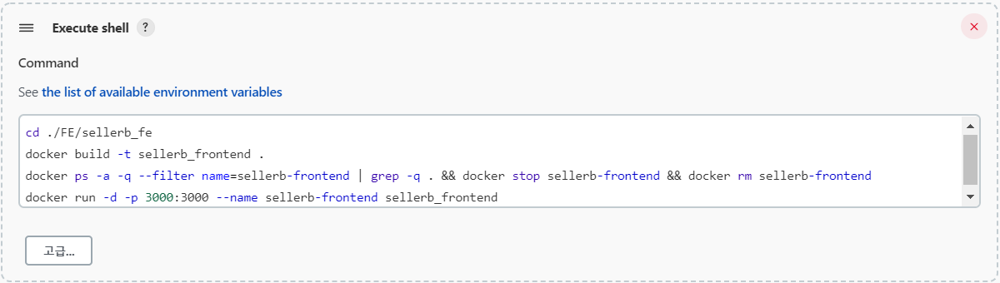 Execute shell ?
Command
See the list of available environment variables
cd ./FE/sellerb_fe
docker build -t sellerb_frontend .
docker ps -a -q --filter name=sellerb-frontend | grep -q . && docker stop sellerb-frontend && docker rm sellerb-frontend
docker run -d -p 3000:3000 --name sellerb-frontend sellerb_frontend
고급...